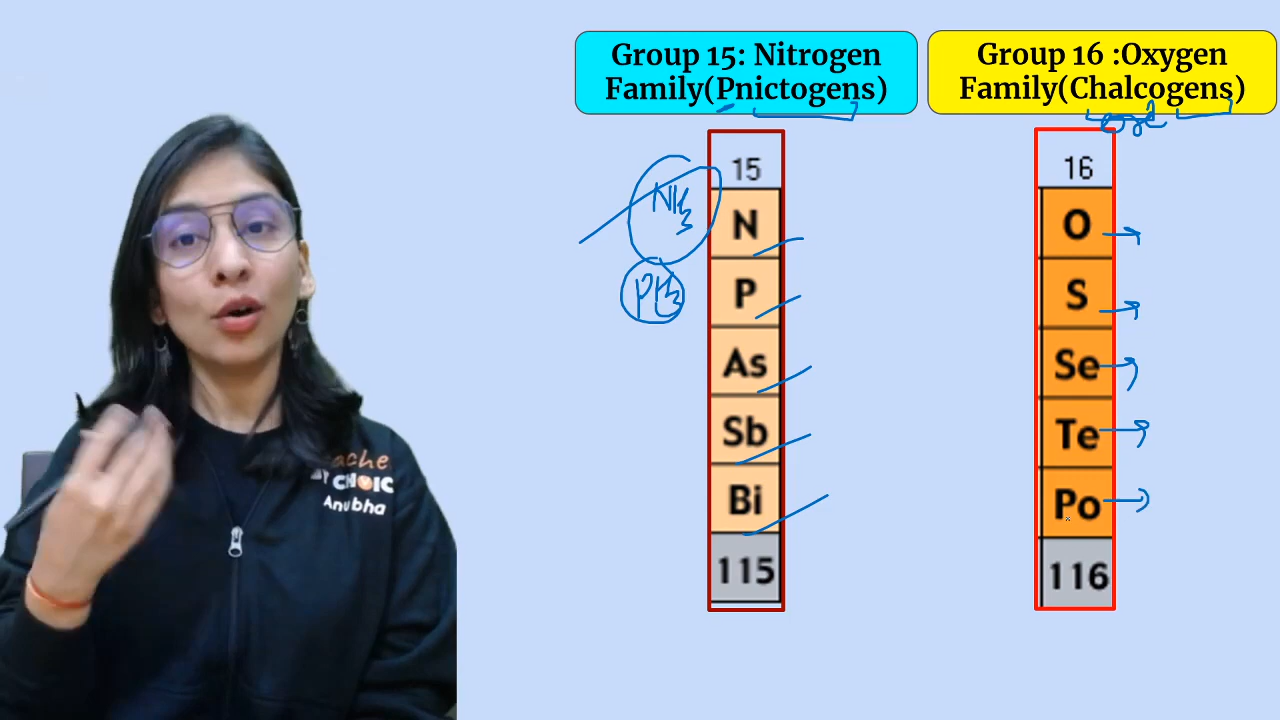 Group 15: Nitrogen
Family(Pnictogens)
Group 16 :Oxygen
Family(Chalcogens)
15
N
P
As
Sb
Bi
115
16
O
S
Se
Te
Po
116
NH3
PH3
CHOIC
Anubha